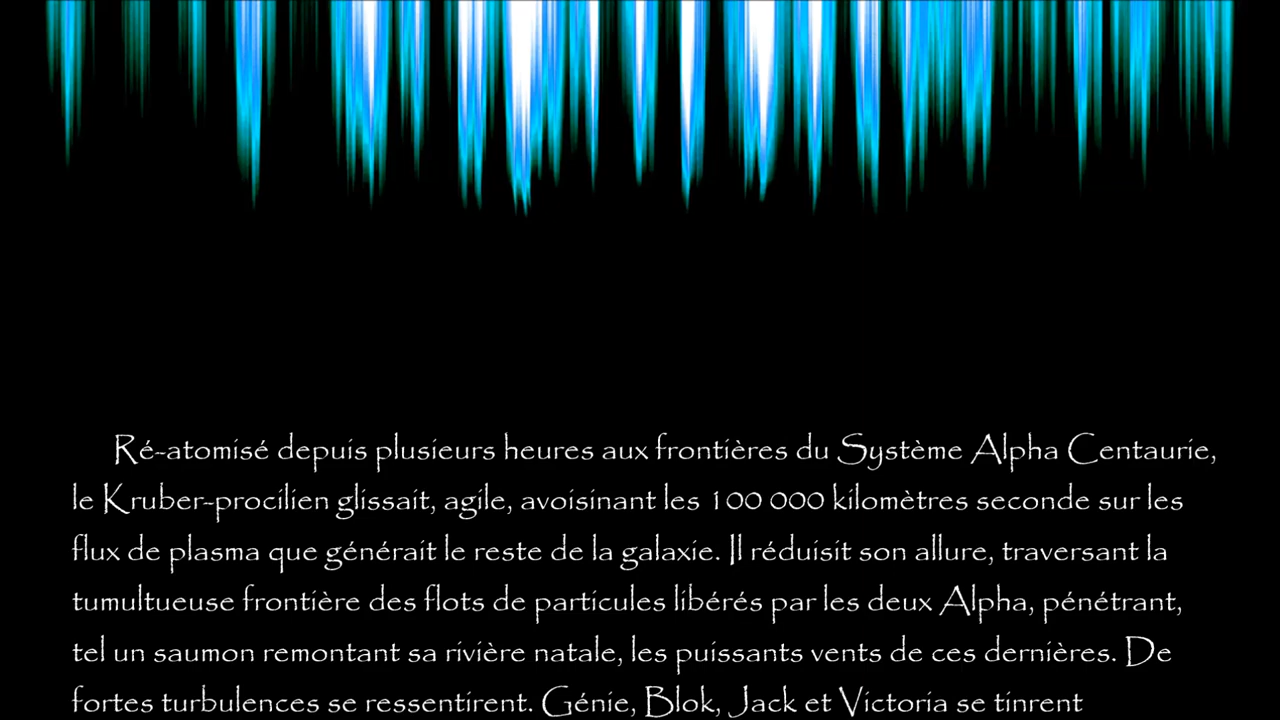 Ré-atomisé depuis plusieurs heures aux frontières du Système Alpha Centaurie,
le Kruber-procilien glissait, agile, avoisinant les 100 000 kilomètres seconde sur les
flux de plasma que générait le reste de la galaxie. Il réduisit son allure, traversant la
tumultueuse frontière des flots de particules libérés par les deux Alpha, pénétrant,
tel un saumon remontant sa rivière natale, les puissants vents de ces dernières. De
fortes turbulences se ressentirent. Génie, Blok, Jack et Victoria se tinrent